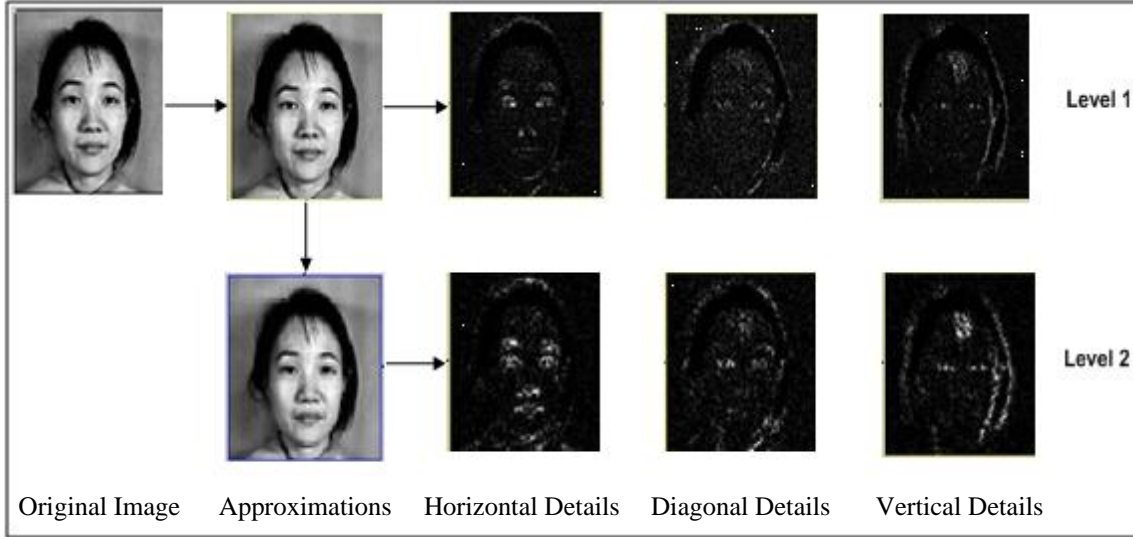 Level 1
Level 2
Original Image Approximations Horizontal Details Diagonal Details Vertical Details